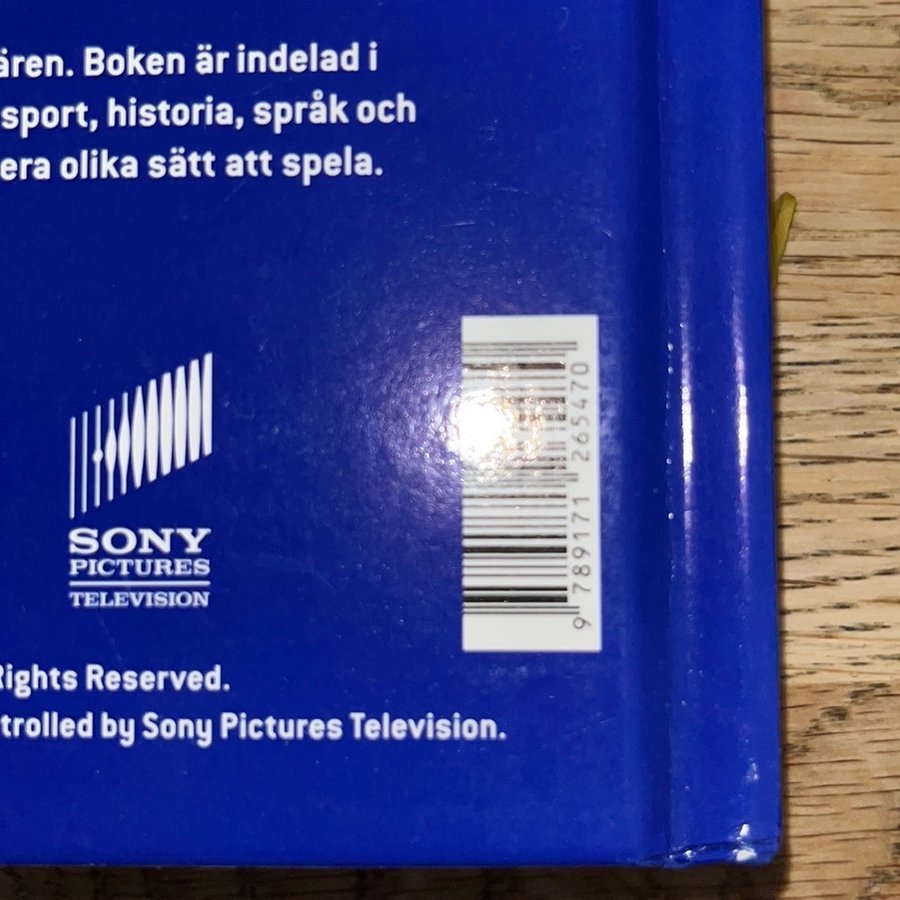 ären. Boken är indelad i
sport, historia, språk och
era olika sätt att spela.
SONY
PICTURES
TELEVISION
9 789171 265470
Rights Reserved.
trolled by Sony Pictures Television.